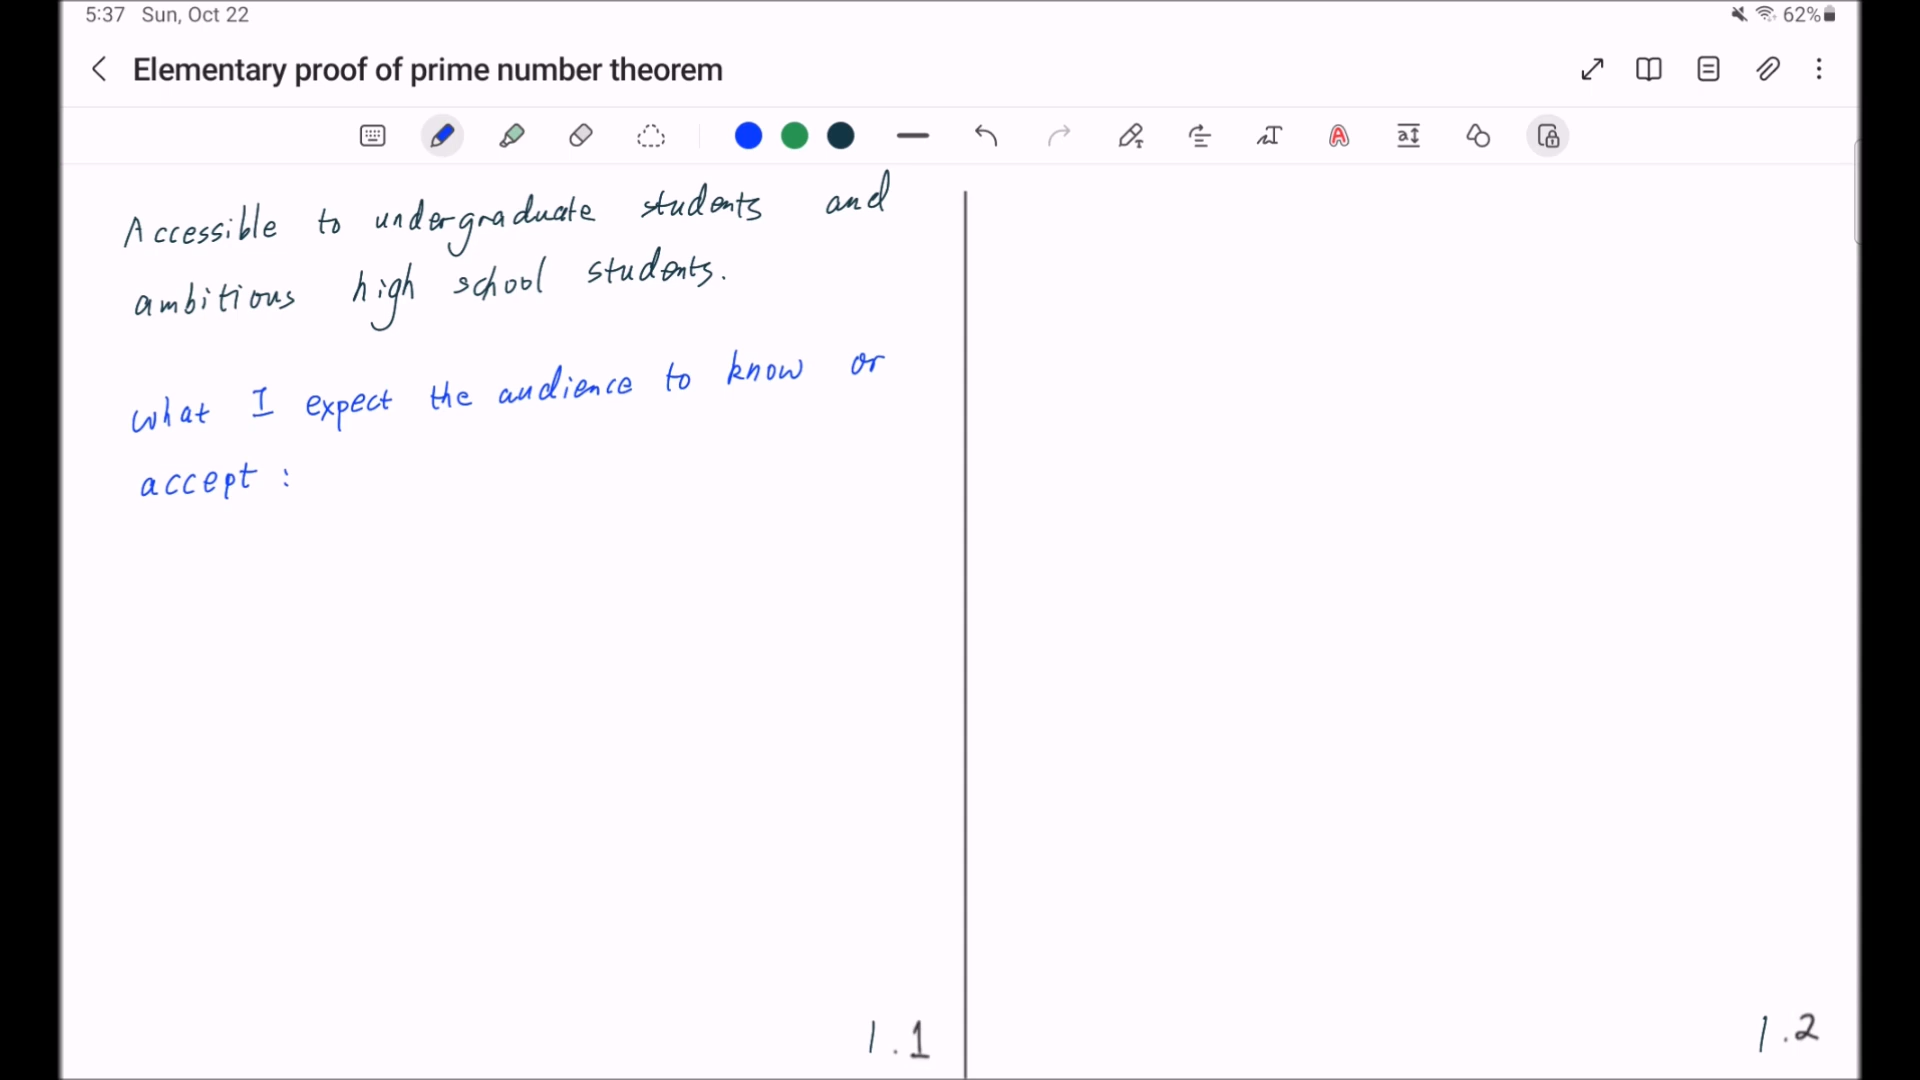 5:37 Sun, Oct 22
62%
Elementary proof of prime number theorem
Accessible to undergraduate students and
ambitious high school students.
What I expect the audience to know or
accept :
1.1
1.2